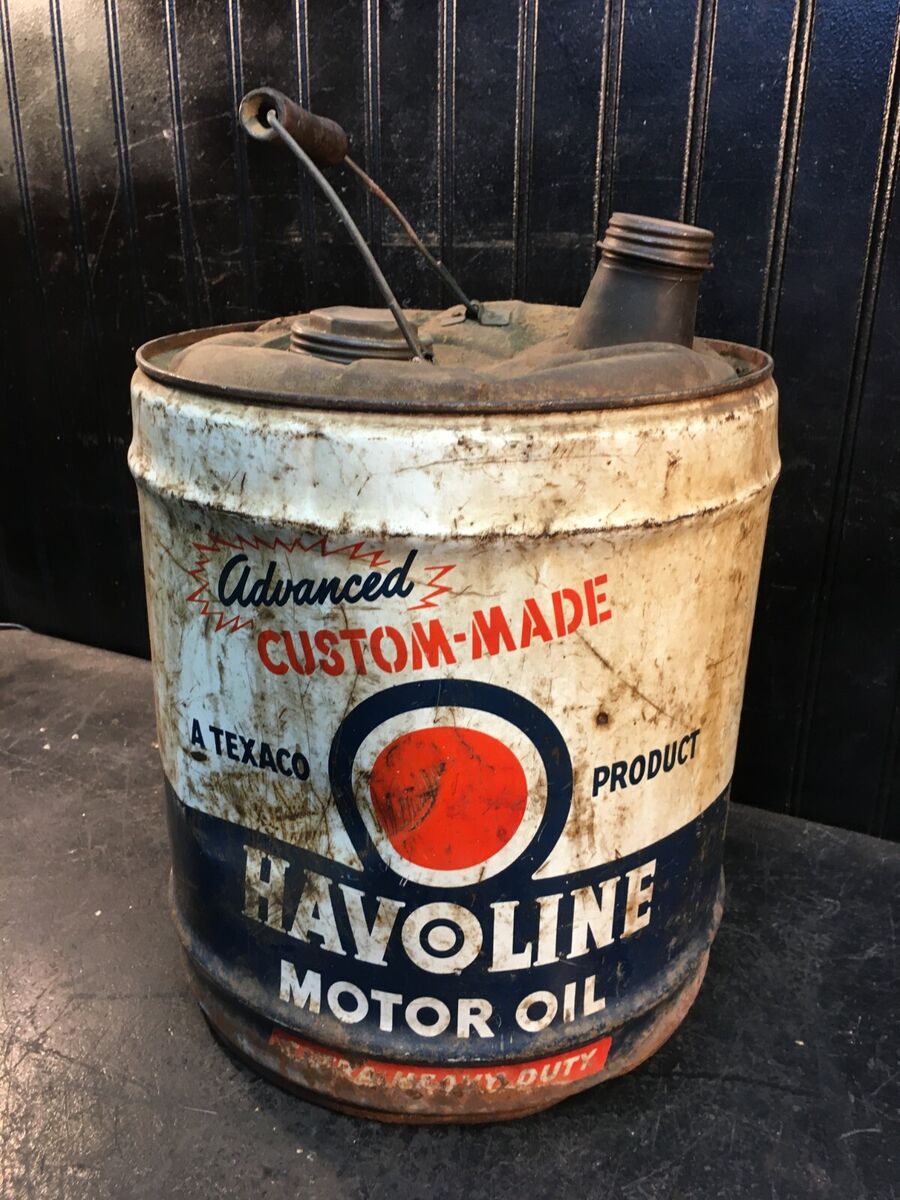 Advanced
CUSTOM-MADE
A TEXACO PRODUCT
HAVOLINE
MOTOR OIL
HEAVY DUTY